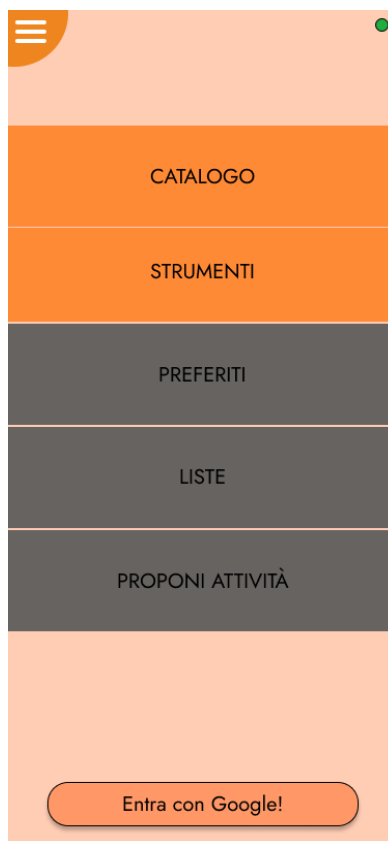 CATALOGO
STRUMENTI
PREFERITI
LISTE
PROPONI ATTIVITÀ
Entra con Google!